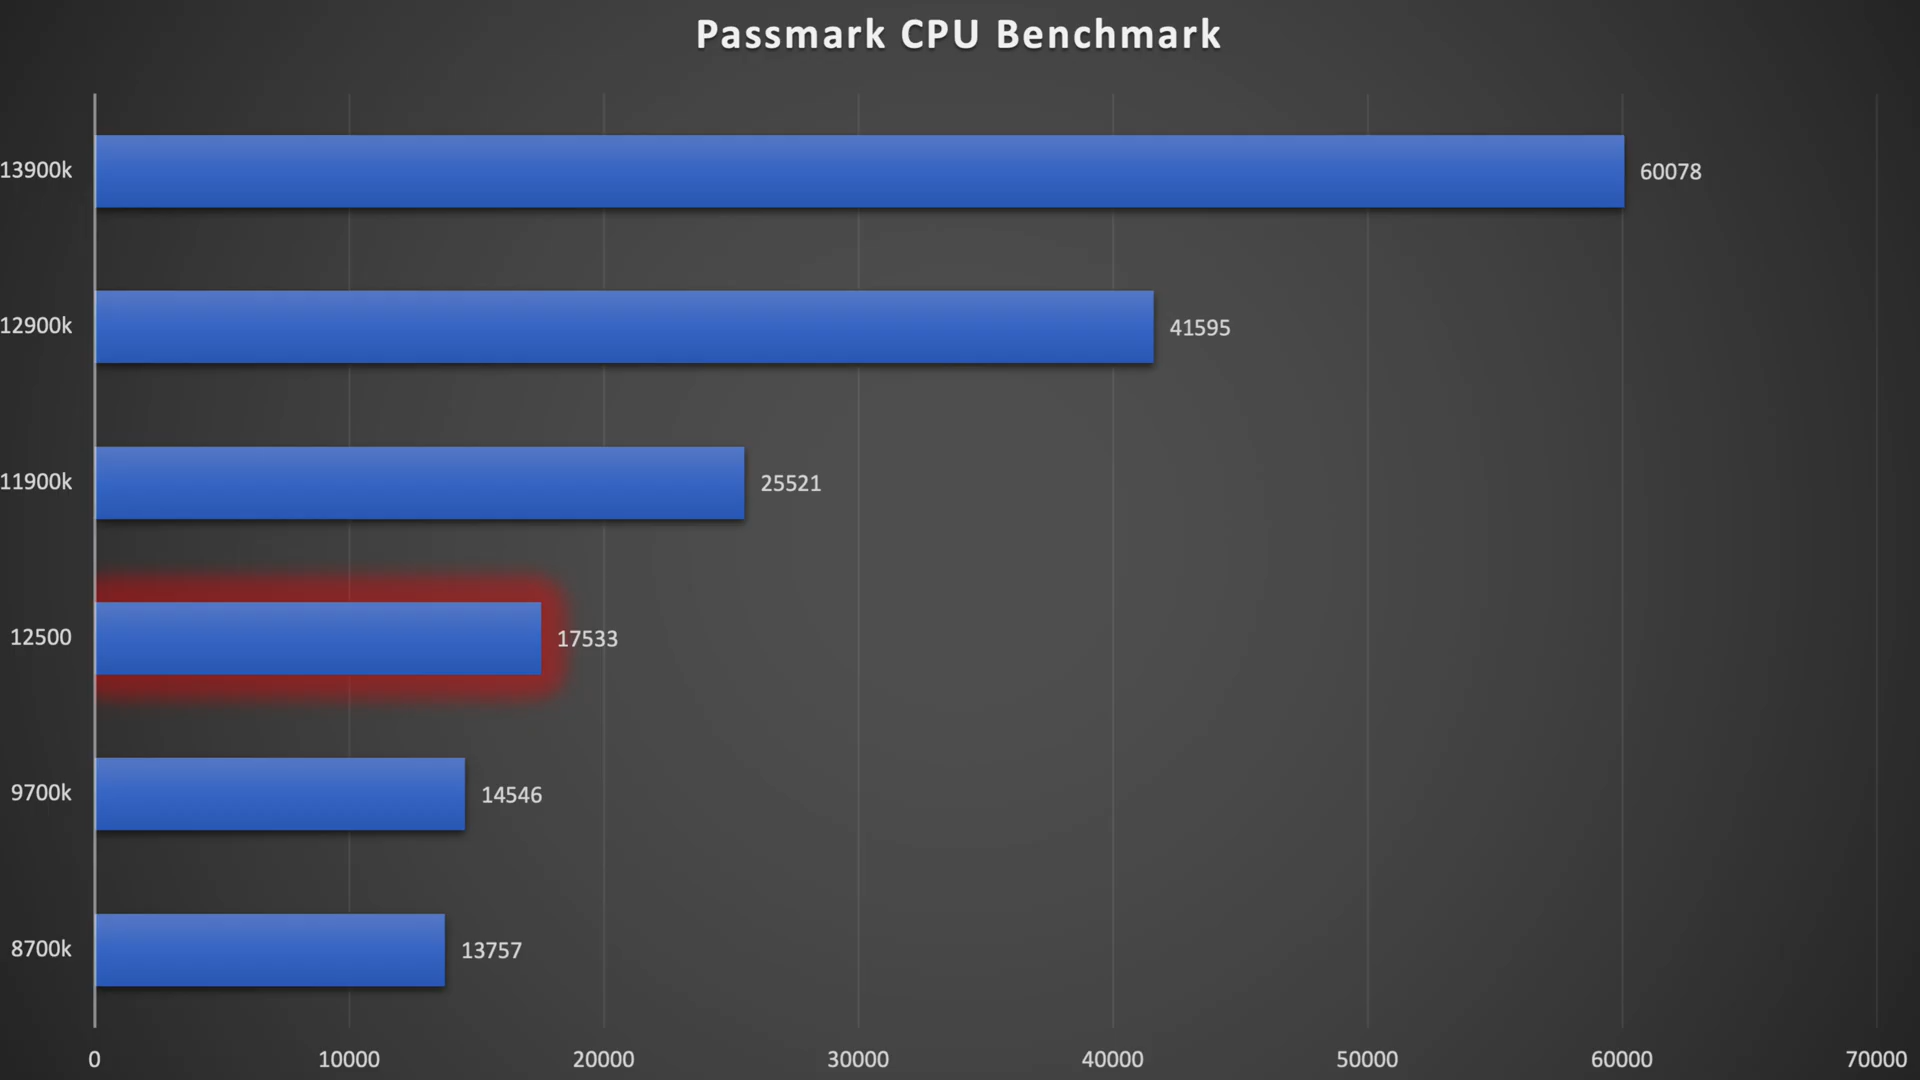 Passmark CPU Benchmark
13900k 60078
12900k 41595
11900k 25521
12500 17533
9700k 14546
8700k 13757
0 10000 20000 30000 40000 50000 60000 70000